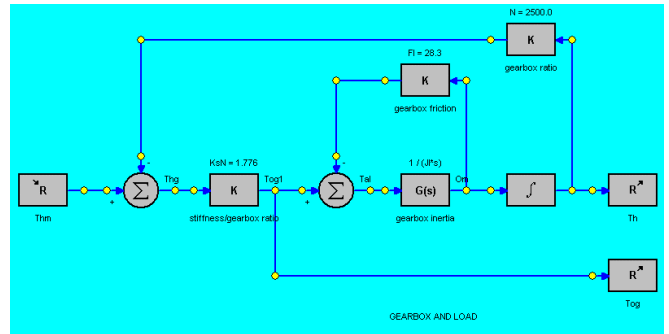 N = 2500.0
K
gearbox ratio
Fl = 28.3
K
gearbox friction
KsN = 1.776
1 / (Jl*s)
Thg
Tog1
Tal
Om
R
-
+
Σ
K
-
+
Σ
G(s)
∫
R
Thm
stiffness/gearbox ratio
gearbox inertia
Th
R
Tog
GEARBOX AND LOAD